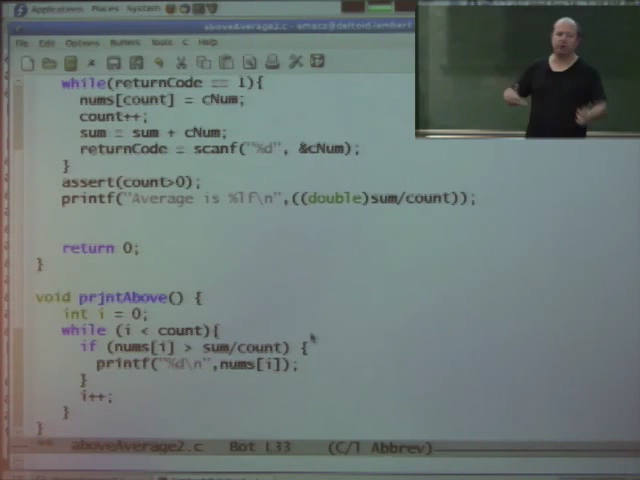 Applications Places System
aboveAverage2.c - emacs@deltoid.lambert
File Edit Options Buffers Tools C Help
while(returnCode == 1){
nums[count] = cNum;
count++;
sum = sum + cNum;
returnCode = scanf("%d", &cNum);
}
assert(count>0);
printf("Average is %lf\n",((double)sum/count));
return 0;
}
void printAbove() {
int i = 0;
while (i < count){
if (nums[i] > sum/count) {
printf("%d\n",nums[i]);
}
i++;
}
}
aboveAverage2.c Bot L33 (C/l Abbrev)